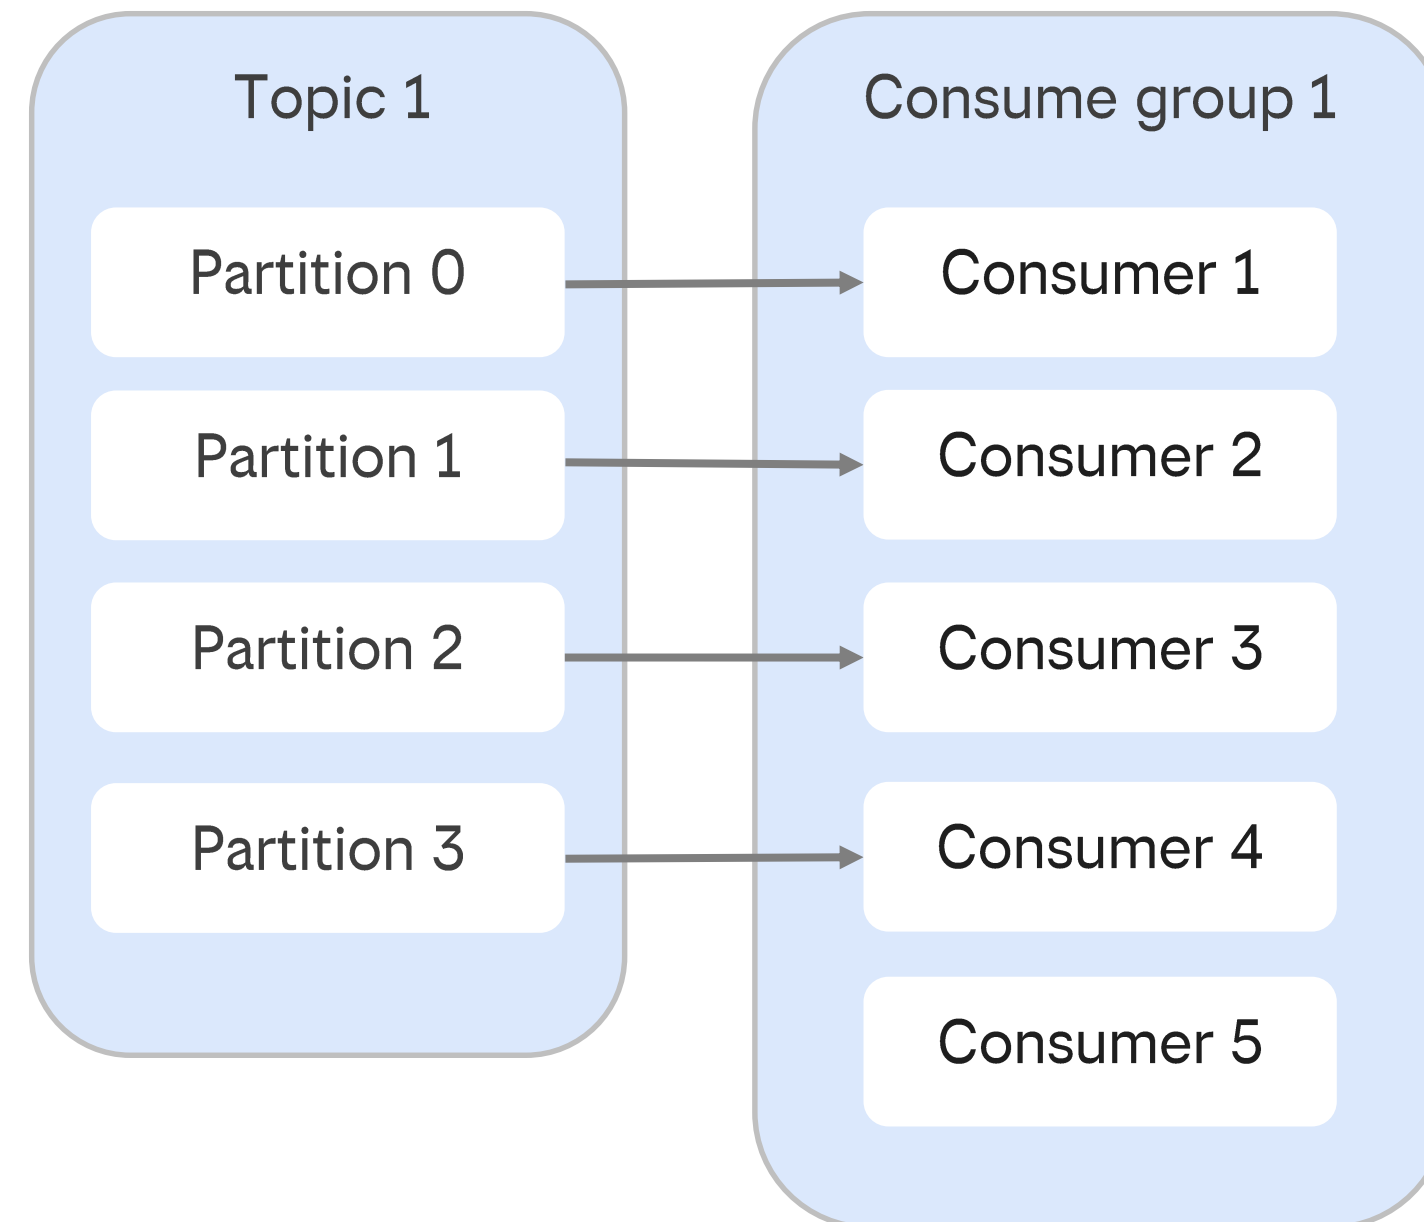 Topic 1
Partition 0
Partition 1
Partition 2
Partition 3
Consume group 1
Consumer 1
Consumer 2
Consumer 3
Consumer 4
Consumer 5